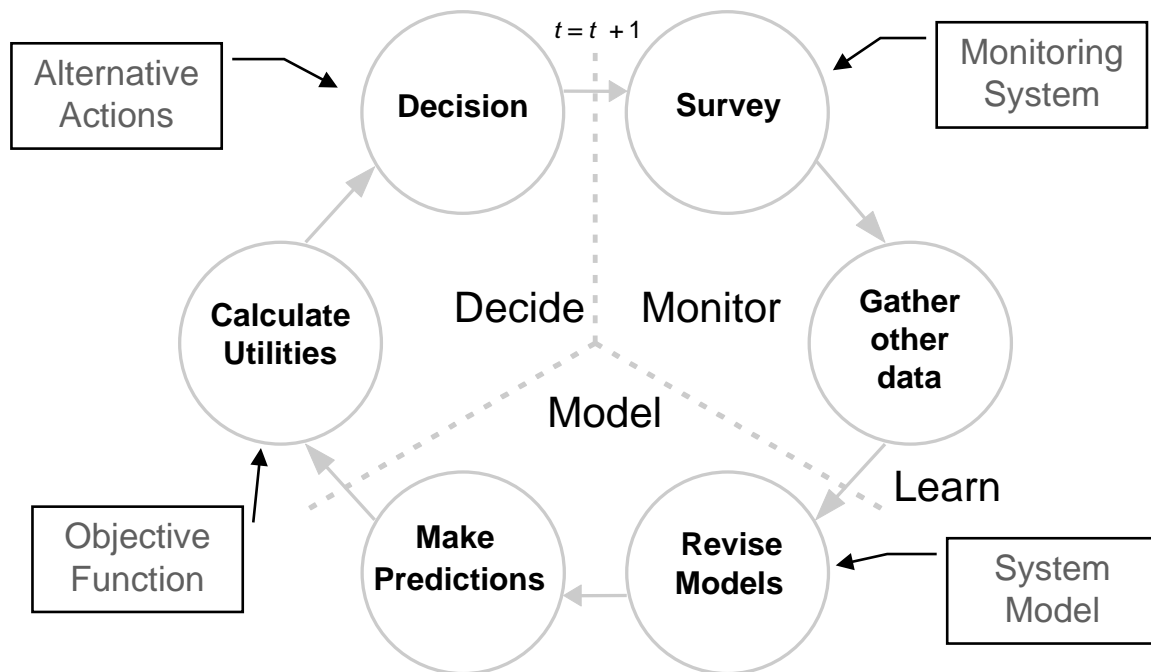 t = t + 1
Alternative
Actions
Decision
Survey
Monitoring
System
Calculate
Utilities
Decide
Monitor
Gather
other
data
Model
Learn
Objective
Function
Make
Predictions
Revise
Models
System
Model